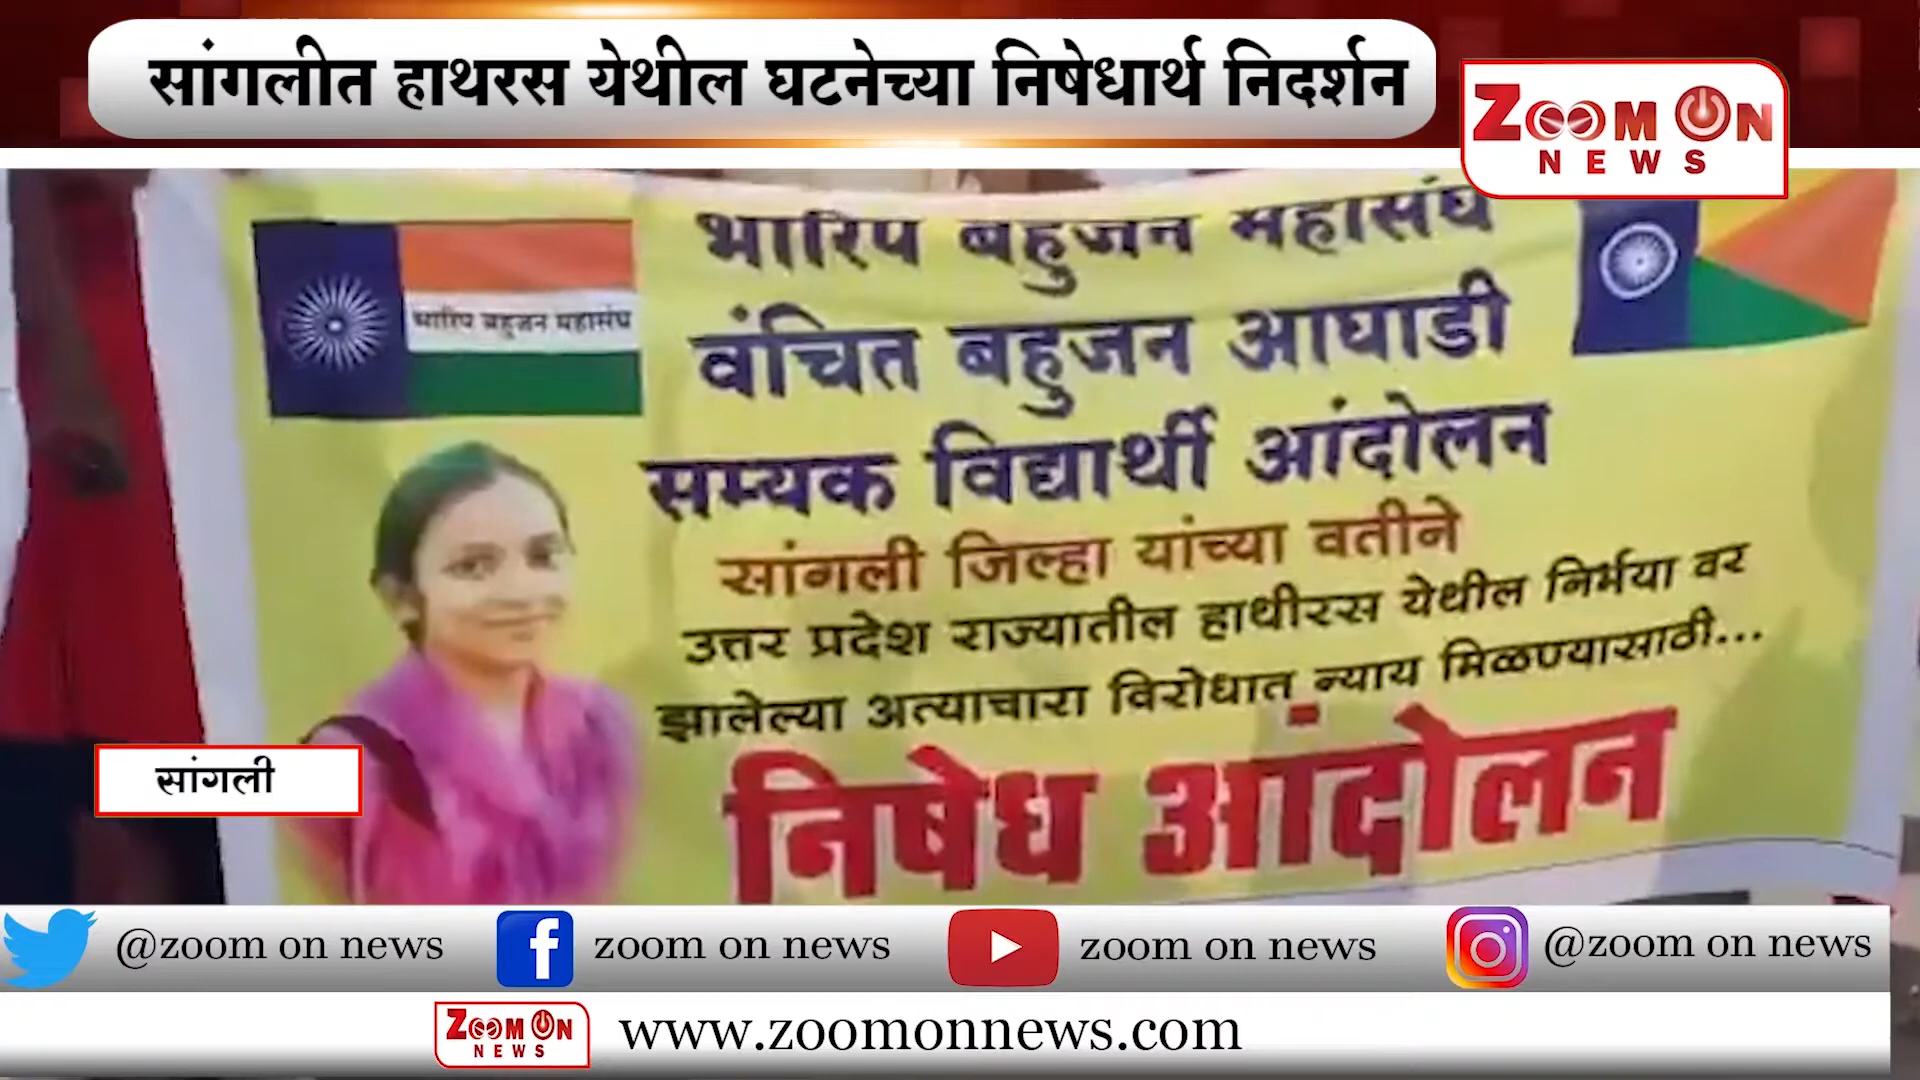 सांगलीत हाथरस येथील घटनेच्या निषेधार्थ निदर्शन
ZOOM ON
NEWS
भारिप बहुजन महासंघ
भारिप बहुजन महासंघ
वंचित बहुजन आघाडी
सम्यक विद्यार्थी आंदोलन
सांगली जिल्हा यांच्या वतीने
उत्तर प्रदेश राज्यातील हाथीरस येथील निर्भया वर
झालेल्या अत्याचारा विरोधात न्याय मिळण्यासाठी...
निषेध आंदोलन
सांगली
@zoom on news
zoom on news
zoom on news
@zoom on news
ZOOM ON
NEWS
www.zoomonnews.com